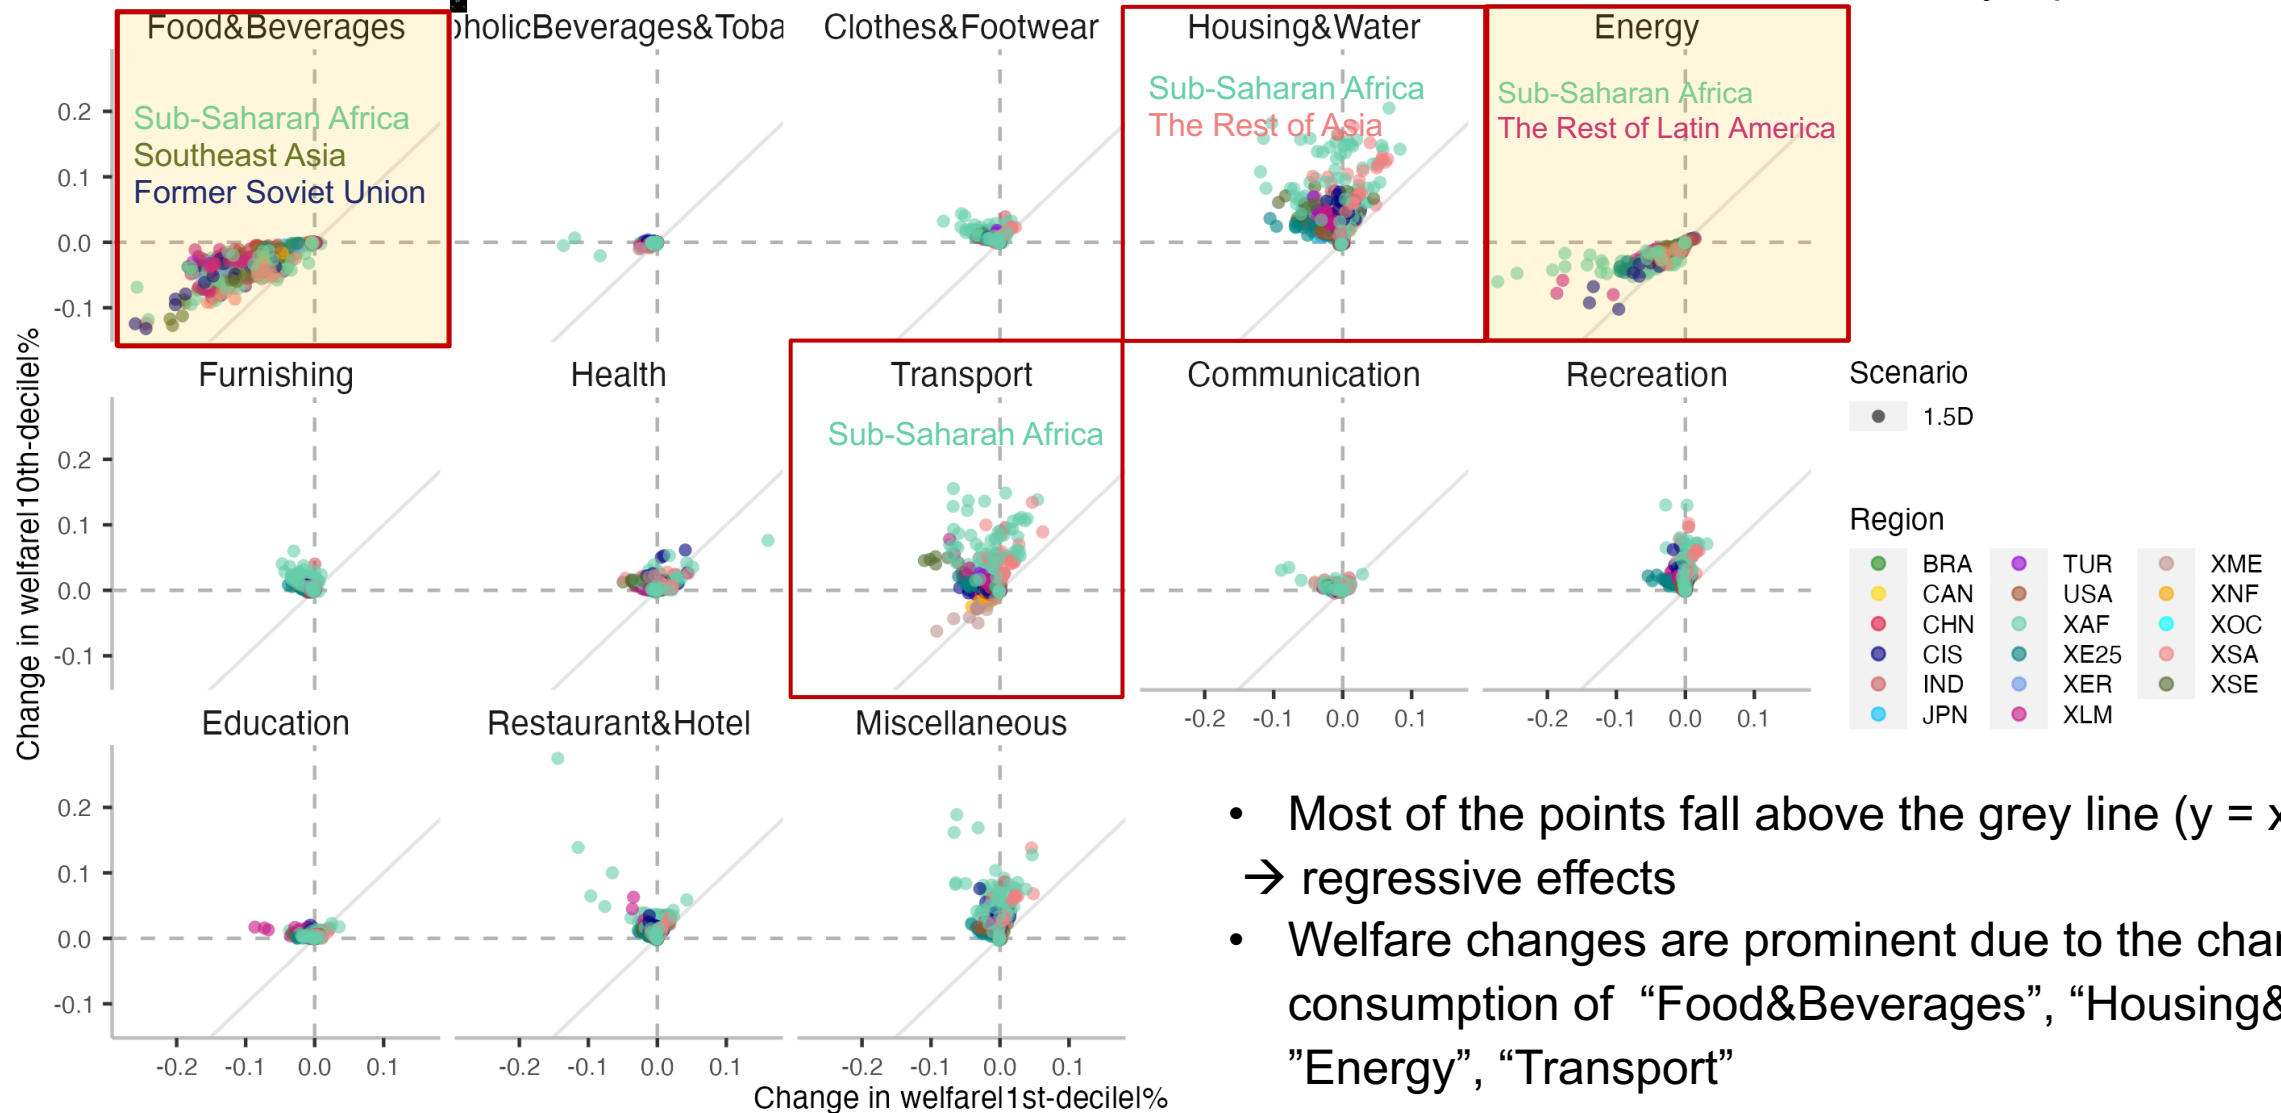 Food&Beverages
oholicBeverages&Toba
Clothes&Footwear
Housing&Water
Energy
Sub-Saharan Africa
Southeast Asia
Former Soviet Union
Sub-Saharan Africa
The Rest of Asia
Sub-Saharan Africa
The Rest of Latin America
0.2
0.1
0.0
-0.1
Furnishing
Health
Transport
Communication
Recreation
Sub-Saharan Africa
0.2
0.1
0.0
-0.1
-0.2 -0.1 0.0 0.1
-0.2 -0.1 0.0 0.1
Education
Restaurant&Hotel
Miscellaneous
0.2
0.1
0.0
-0.1
-0.2 -0.1 0.0 0.1
-0.2 -0.1 0.0 0.1
-0.2 -0.1 0.0 0.1
Change in welfare|10th-decile|%
Change in welfare|1st-decile|%
Scenario
1.5D
Region
BRA TUR XME
CAN USA XNF
CHN XAF XOC
CIS XE25 XSA
IND XER XSE
JPN XLM
• Most of the points fall above the grey line (y = x
→ regressive effects
• Welfare changes are prominent due to the
consumption of “Food&Beverages”, “Housing&
”Energy”, “Transport”